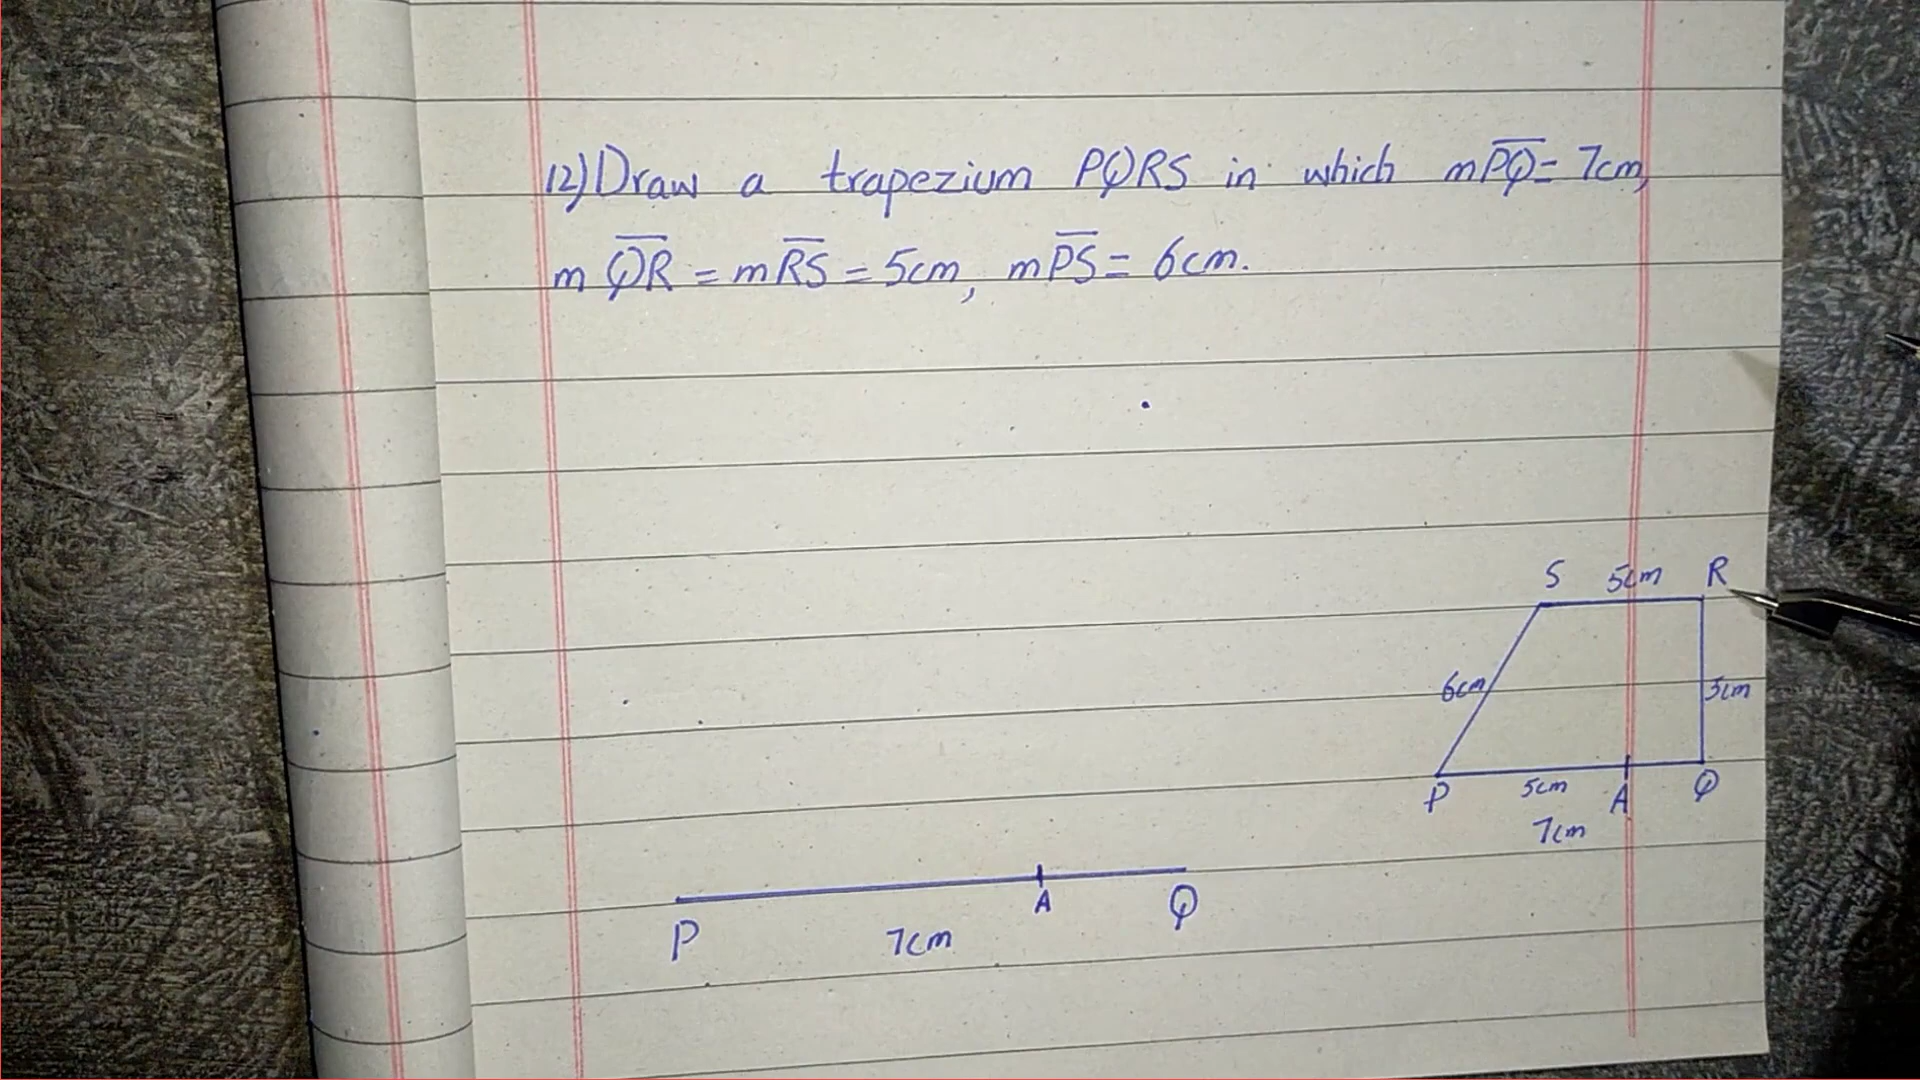 12) Draw a trapezium PQRS in which mPQ = 7cm,
mQR = mRS = 5cm, mPS = 6cm.
S 5cm R
6cm 5cm
P 5cm A Q
7cm
A
P 7cm Q